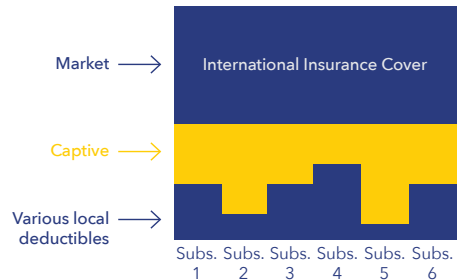 Market
International Insurance Cover
Captive
Various local
deductibles
Subs. Subs. Subs. Subs. Subs. Subs.
1 2 3 4 5 6